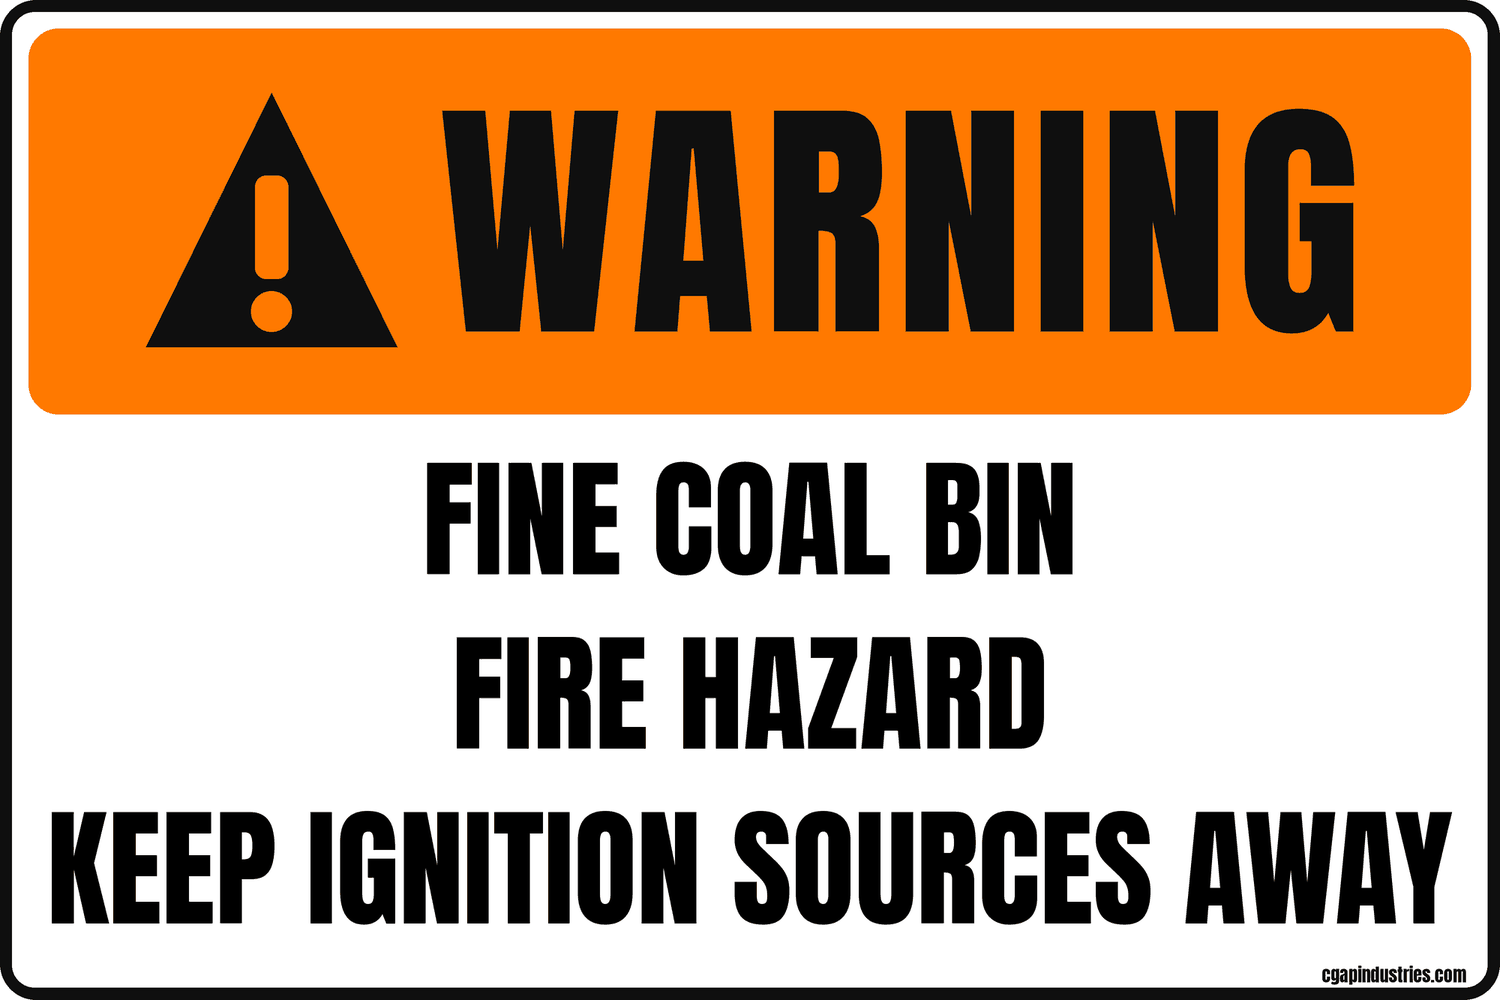 WARNING
FINE COAL BIN
FIRE HAZARD
KEEP IGNITION SOURCES AWAY
cgapindustries.com